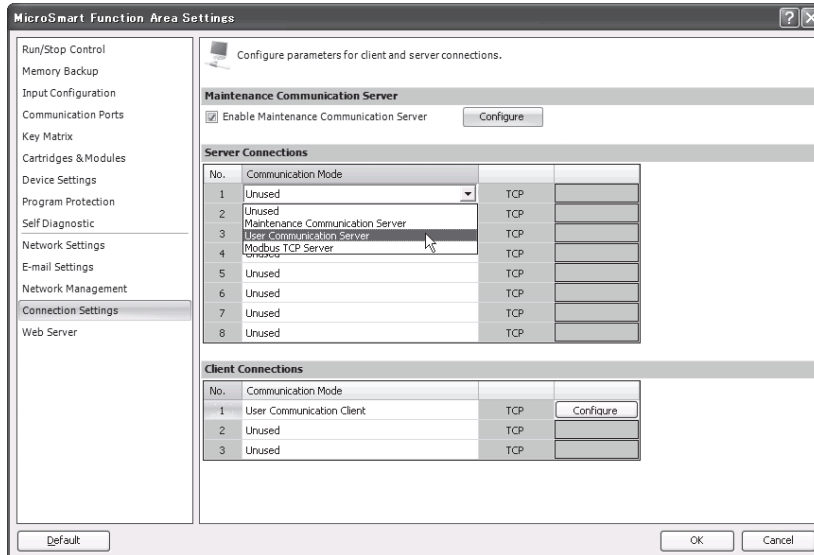 MicroSmart Function Area Settings
Run/Stop Control
Memory Backup
Input Configuration
Communication Ports
Key Matrix
Cartridges & Modules
Device Settings
Program Protection
Self Diagnostic
Network Settings
E-mail Settings
Network Management
Connection Settings
Web Server
Configure parameters for client and server connections.
Maintenance Communication Server
Enable Maintenance Communication Server Configure
Server Connections
No. Communication Mode
1 Unused TCP
Unused
Maintenance Communication Server
User Communication Server
Modbus TCP Server
2 TCP
3 TCP
4 Unused TCP
5 Unused TCP
6 Unused TCP
7 Unused TCP
8 Unused TCP
Client Connections
No. Communication Mode
1 User Communication Client TCP Configure
2 Unused TCP
3 Unused TCP
Default OK Cancel